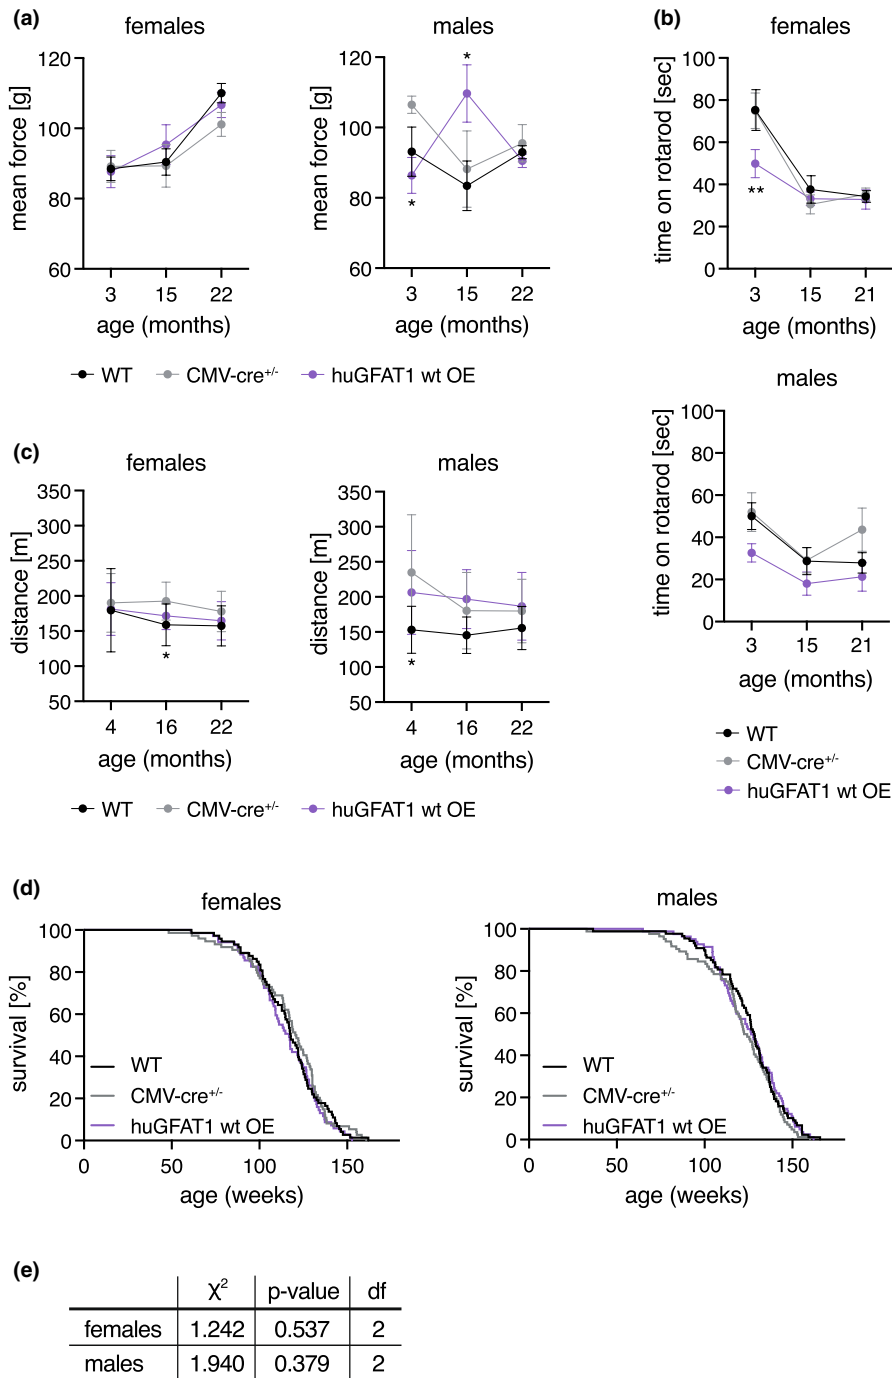 (a)
females
mean force [g]
120
100
80
60
3 15 22
age (months)
males
mean force [g]
120
100
80
60
*
*
3 15 22
age (months)
WT CMV-cre+/- huGFAT1 wt OE
(b)
females
time on rotarod [sec]
100
80
60
40
20
0
**
3 15 21
age (months)
males
time on rotarod [sec]
100
80
60
40
20
0
3 15 21
age (months)
WT
CMV-cre+/-
huGFAT1 wt OE
(c)
females
distance [m]
350
300
250
200
150
100
50
*
4 16 22
age (months)
males
distance [m]
350
300
250
200
150
100
50
*
4 16 22
age (months)
WT CMV-cre+/- huGFAT1 wt OE
(d)
females
survival [%]
100
80
60
40
20
0
WT
CMV-cre+/-
huGFAT1 wt OE
0 50 100 150
age (weeks)
males
survival [%]
100
80
60
40
20
0
WT
CMV-cre+/-
huGFAT1 wt OE
0 50 100 150
age (weeks)
(e)
χ² p-value df
females 1.242 0.537 2
males 1.940 0.379 2